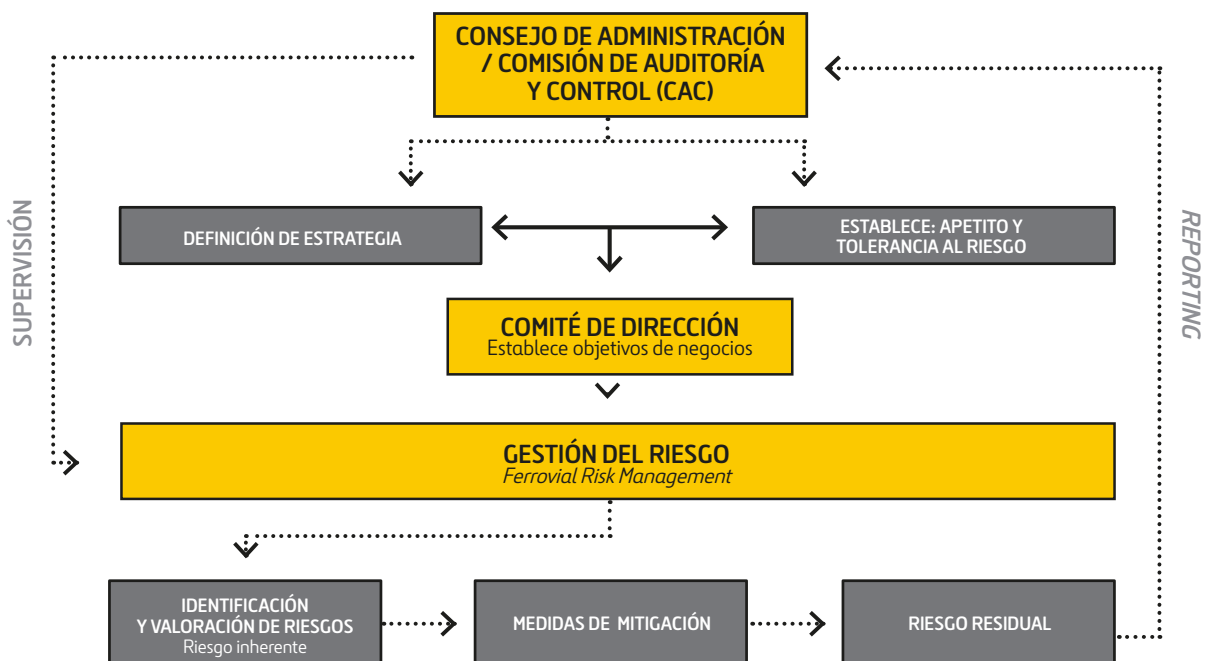 CONSEJO DE ADMINISTRACIÓN
/ COMISIÓN DE AUDITORÍA
Y CONTROL (CAC)
SUPERVISIÓN
REPORTING
DEFINICIÓN DE ESTRATEGIA
ESTABLECE: APETITO Y
TOLERANCIA AL RIESGO
COMITÉ DE DIRECCIÓN
Establece objetivos de negocios
GESTIÓN DEL RIESGO
Ferrovial Risk Management
IDENTIFICACIÓN
Y VALORACIÓN DE RIESGOS
Riesgo inherente
MEDIDAS DE MITIGACIÓN
RIESGO RESIDUAL